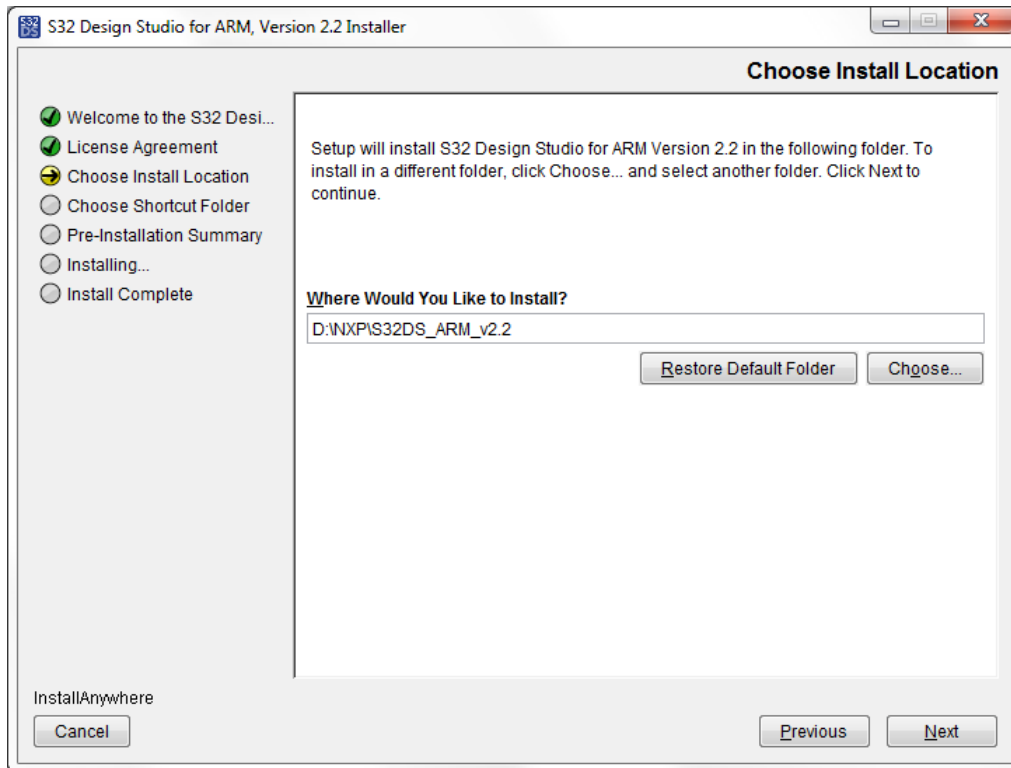 S32 DS
S32 Design Studio for ARM, Version 2.2 Installer
Choose Install Location
Welcome to the S32 Desi...
License Agreement
Choose Install Location
Choose Shortcut Folder
Pre-Installation Summary
Installing...
Install Complete
Setup will install S32 Design Studio for ARM Version 2.2 in the following folder. To
install in a different folder, click Choose... and select another folder. Click Next to
continue.
Where Would You Like to Install?
D:\NXP\S32DS_ARM_v2.2
Restore Default Folder
Choose...
InstallAnywhere
Cancel
Previous
Next